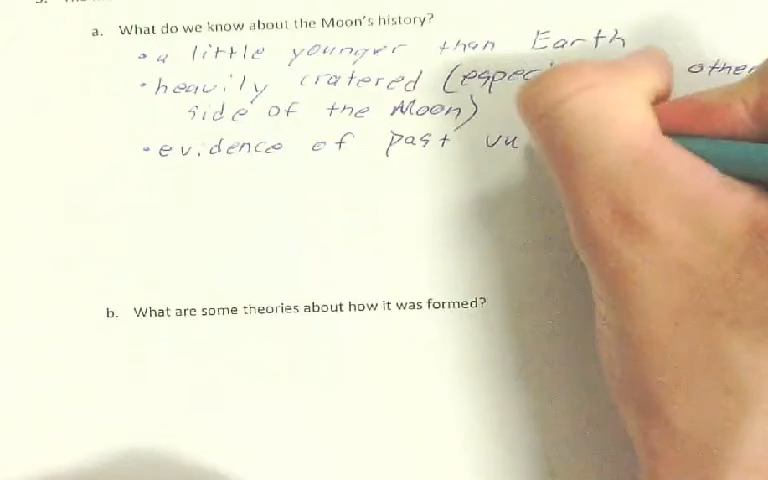 a. What do we know about the Moon's history?
• a little younger than Earth
• heavily cratered (espec other
side of the Moon)
• evidence of past
b. What are some theories about how it was formed?